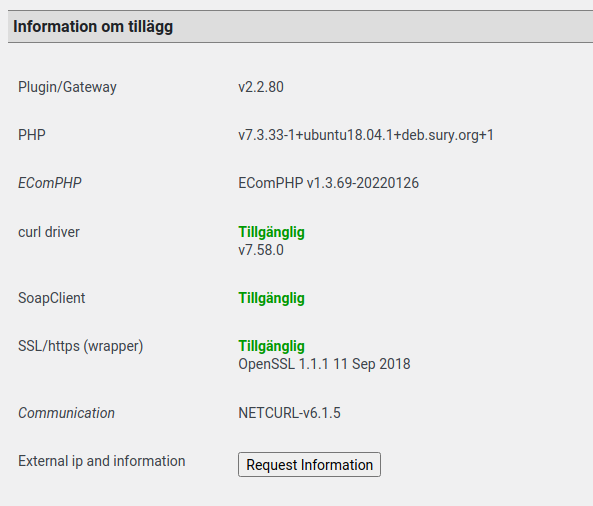 Information om tillägg
Plugin/Gateway v2.2.80
PHP v7.3.33-1+ubuntu18.04.1+deb.sury.org+1
EComPHP EComPHP v1.3.69-20220126
curl driver Tillgänglig
v7.58.0
SoapClient Tillgänglig
SSL/https (wrapper) Tillgänglig
OpenSSL 1.1.1 11 Sep 2018
Communication NETCURL-v6.1.5
External ip and information Request Information